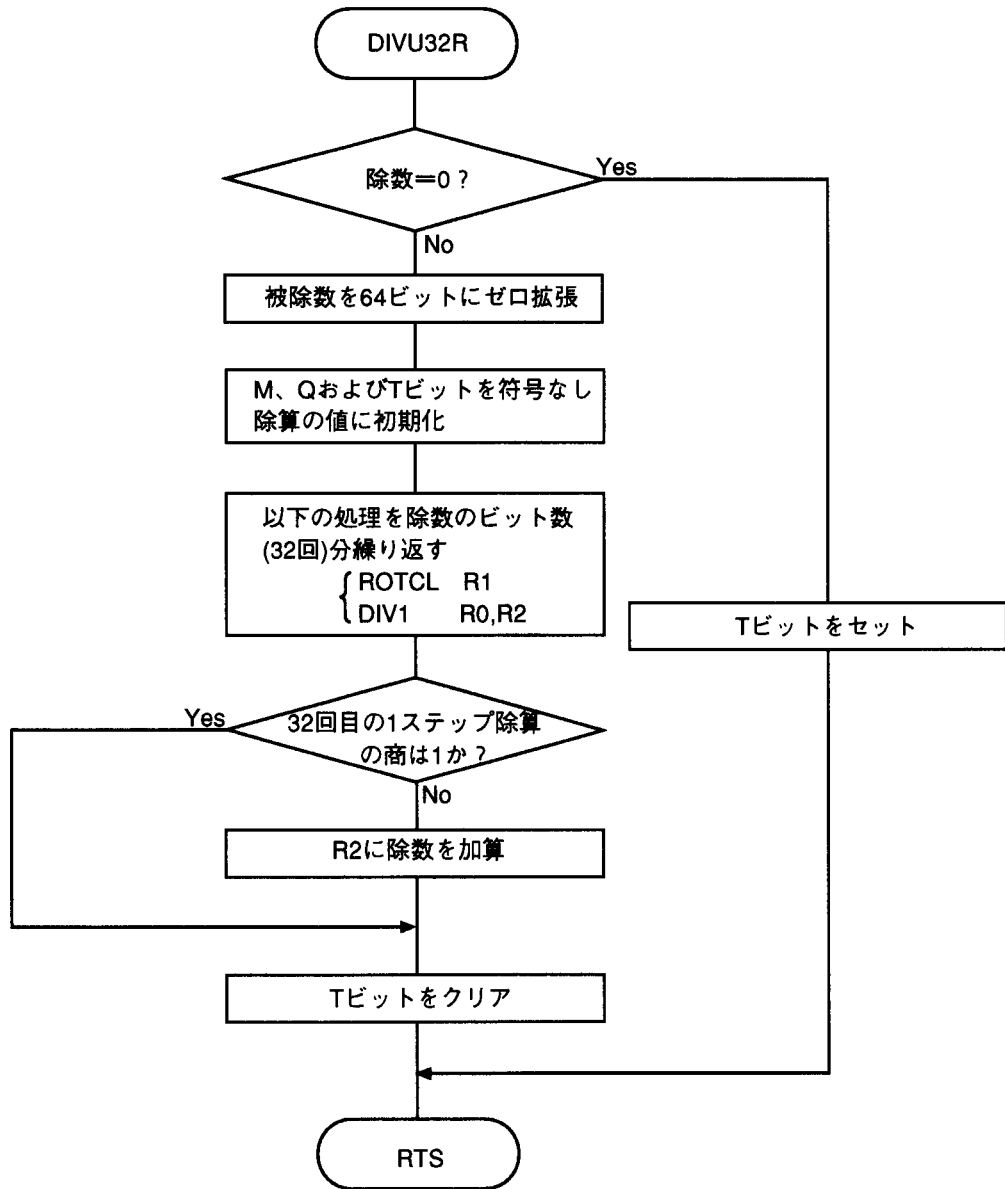 DIVU32R
除数＝0？
Yes
No
被除数を64ビットにゼロ拡張
M、QおよびTビットを符号なし
除算の値に初期化
以下の処理を除数のビット数
(32回)分繰り返す
ROTCL R1
DIV1 R0,R2
Tビットをセット
Yes
32回目の1ステップ除算
の商は1か？
No
R2に除数を加算
Tビットをクリア
RTS